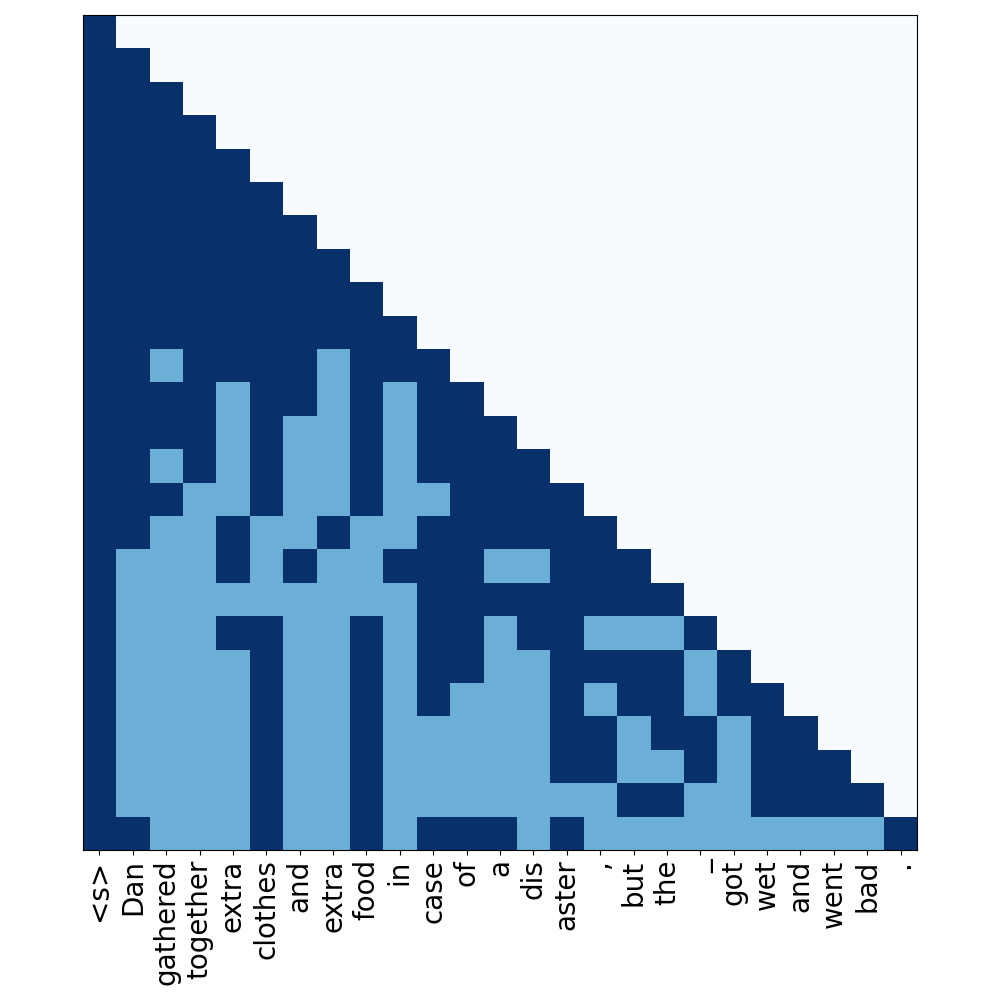 <s>
Dan
gathered
together
extra
clothes
and
extra
food
in
case
of
a
dis
aster
,
but
the
_
got
wet
and
went
bad
.